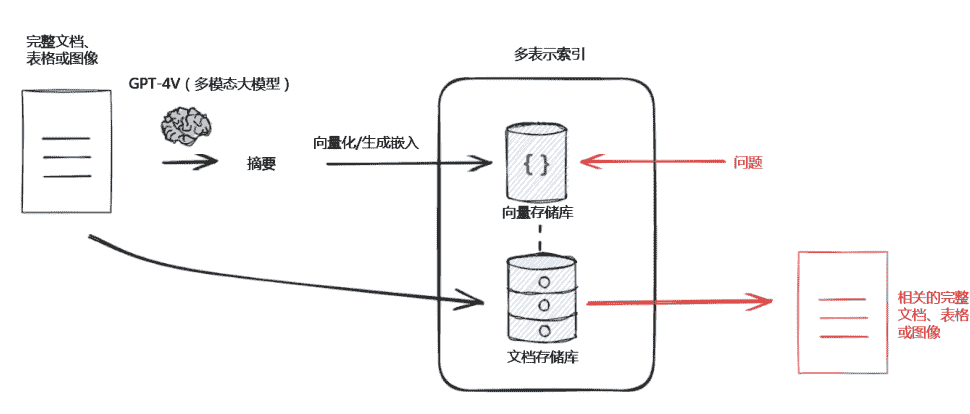 完整文档、
表格或图像
GPT-4V（多模态大模型）
摘要
向量化/生成嵌入
多表示索引
{ }
向量存储库
问题
文档存储库
相关的完整
文档、表格
或图像